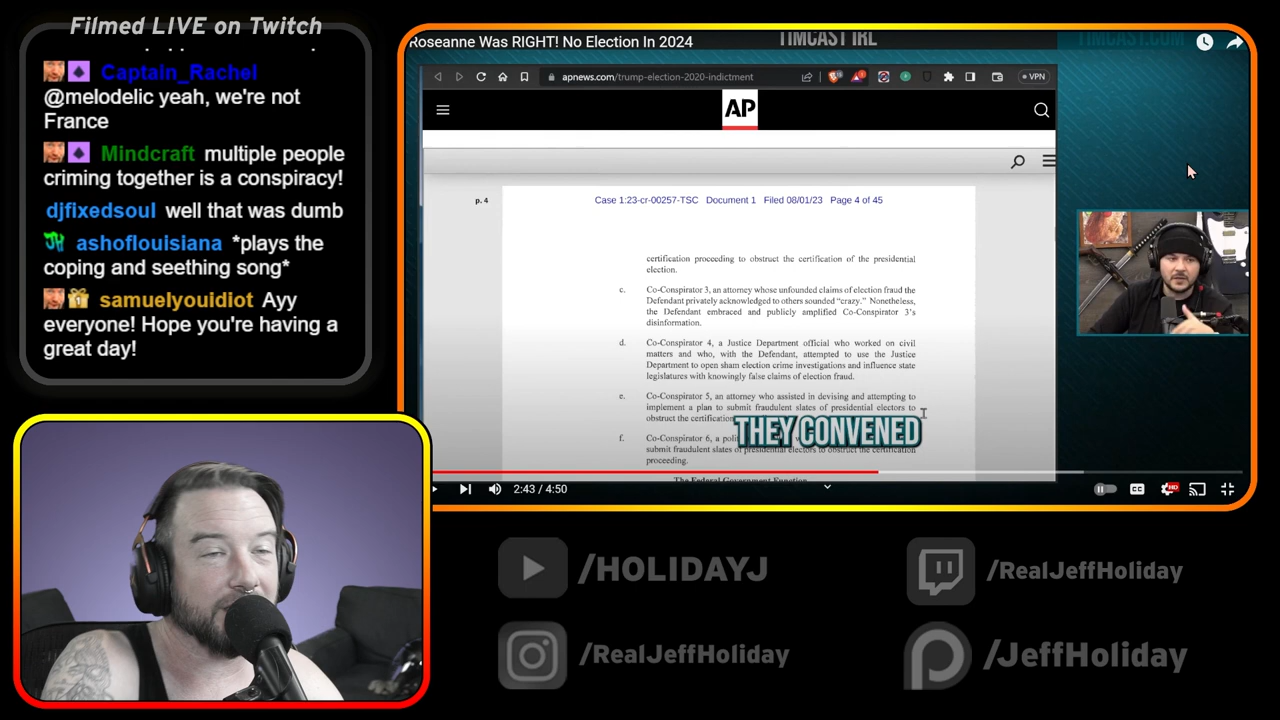 Filmed LIVE on Twitch
Captain_Rachel
@melodelic yeah, we're not
France
Mindcraft multiple people
criming together is a conspiracy!
djfixedsoul well that was dumb
ashoflouisiana *plays the
coping and seething song*
samuelyouidiot Ayy
everyone! Hope you're having a
great day!
Roseanne Was RIGHT! No Election In 2024
TIMCAST IRL
TIMCAST.COM
apnews.com/trump-election-2020-indictment
VPN
AP
p. 4
Case 1:23-cr-00257-TSC Document 1 Filed 08/01/23 Page 4 of 45
certification proceeding to obstruct the certification of the presidential
election.
c. Co-Conspirator 3, an attorney whose unfounded claims of election fraud the
Defendant privately acknowledged to others sounded "crazy." Nonetheless,
the Defendant embraced and publicly amplified Co-Conspirator 3's
disinformation.
d. Co-Conspirator 4, a Justice Department official who worked on civil
matters and who, with the Defendant, attempted to use the Justice
Department to open sham election crime investigations and influence state
legislatures with knowingly false claims of election fraud.
e. Co-Conspirator 5, an attorney who assisted in devising and attempting to
implement a plan to submit fraudulent slates of presidential electors to
obstruct the certification
THEY CONVENED
f. Co-Conspirator 6, a
submit fraudulent slates of presidential electors to obstruct the certification
proceeding.
The Federal Government Function
2:43 / 4:50
CC
HD
/HOLIDAYJ
/RealJeffHoliday
/RealJeffHoliday
/JeffHoliday